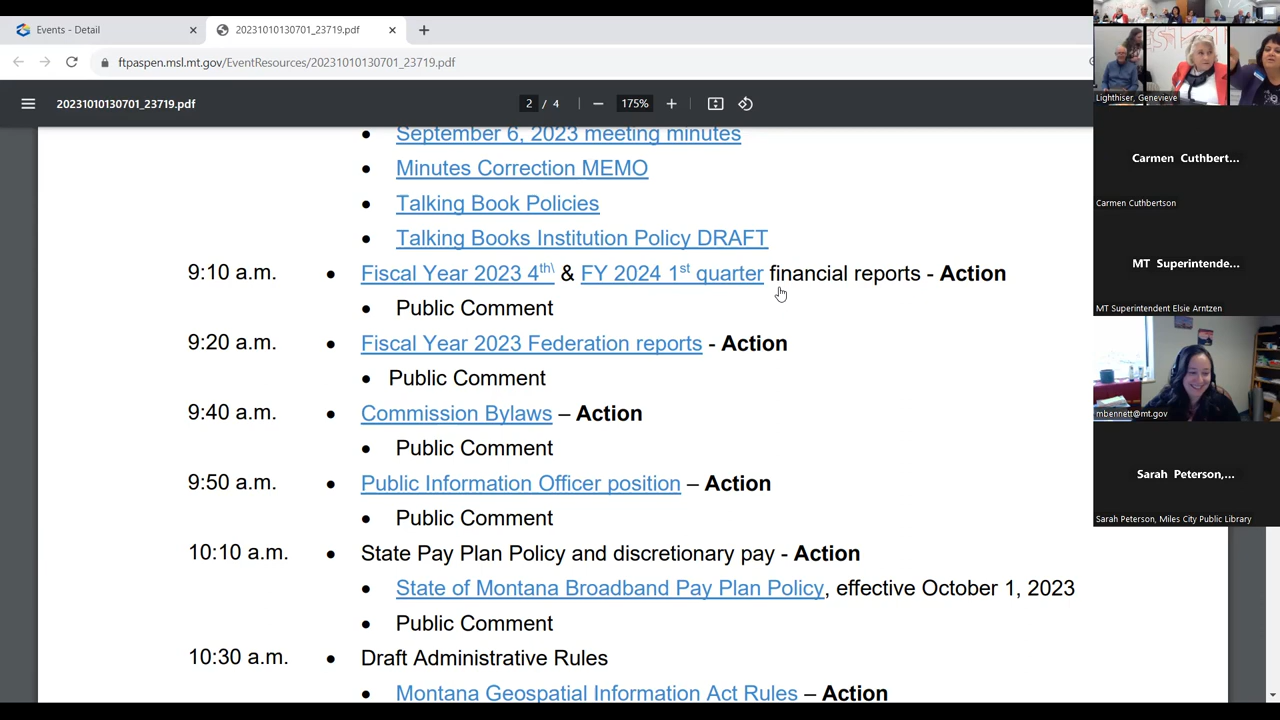 Events - Detail
20231010130701_23719.pdf
ftpaspen.msl.mt.gov/EventResources/20231010130701_23719.pdf
20231010130701_23719.pdf
2 / 4
175%
September 6, 2023 meeting minutes
Minutes Correction MEMO
Talking Book Policies
Talking Books Institution Policy DRAFT
9:10 a.m. • Fiscal Year 2023 4th\ & FY 2024 1st quarter financial reports - Action
• Public Comment
9:20 a.m. • Fiscal Year 2023 Federation reports - Action
• Public Comment
9:40 a.m. • Commission Bylaws – Action
• Public Comment
9:50 a.m. • Public Information Officer position – Action
• Public Comment
10:10 a.m. • State Pay Plan Policy and discretionary pay - Action
• State of Montana Broadband Pay Plan Policy, effective October 1, 2023
• Public Comment
10:30 a.m. • Draft Administrative Rules
• Montana Geospatial Information Act Rules – Action
Lighthiser, Genevieve
Carmen Cuthbert...
Carmen Cuthbertson
MT Superintende...
MT Superintendent Elsie Arntzen
mbennett@mt.gov
Sarah Peterson,...
Sarah Peterson, Miles City Public Library